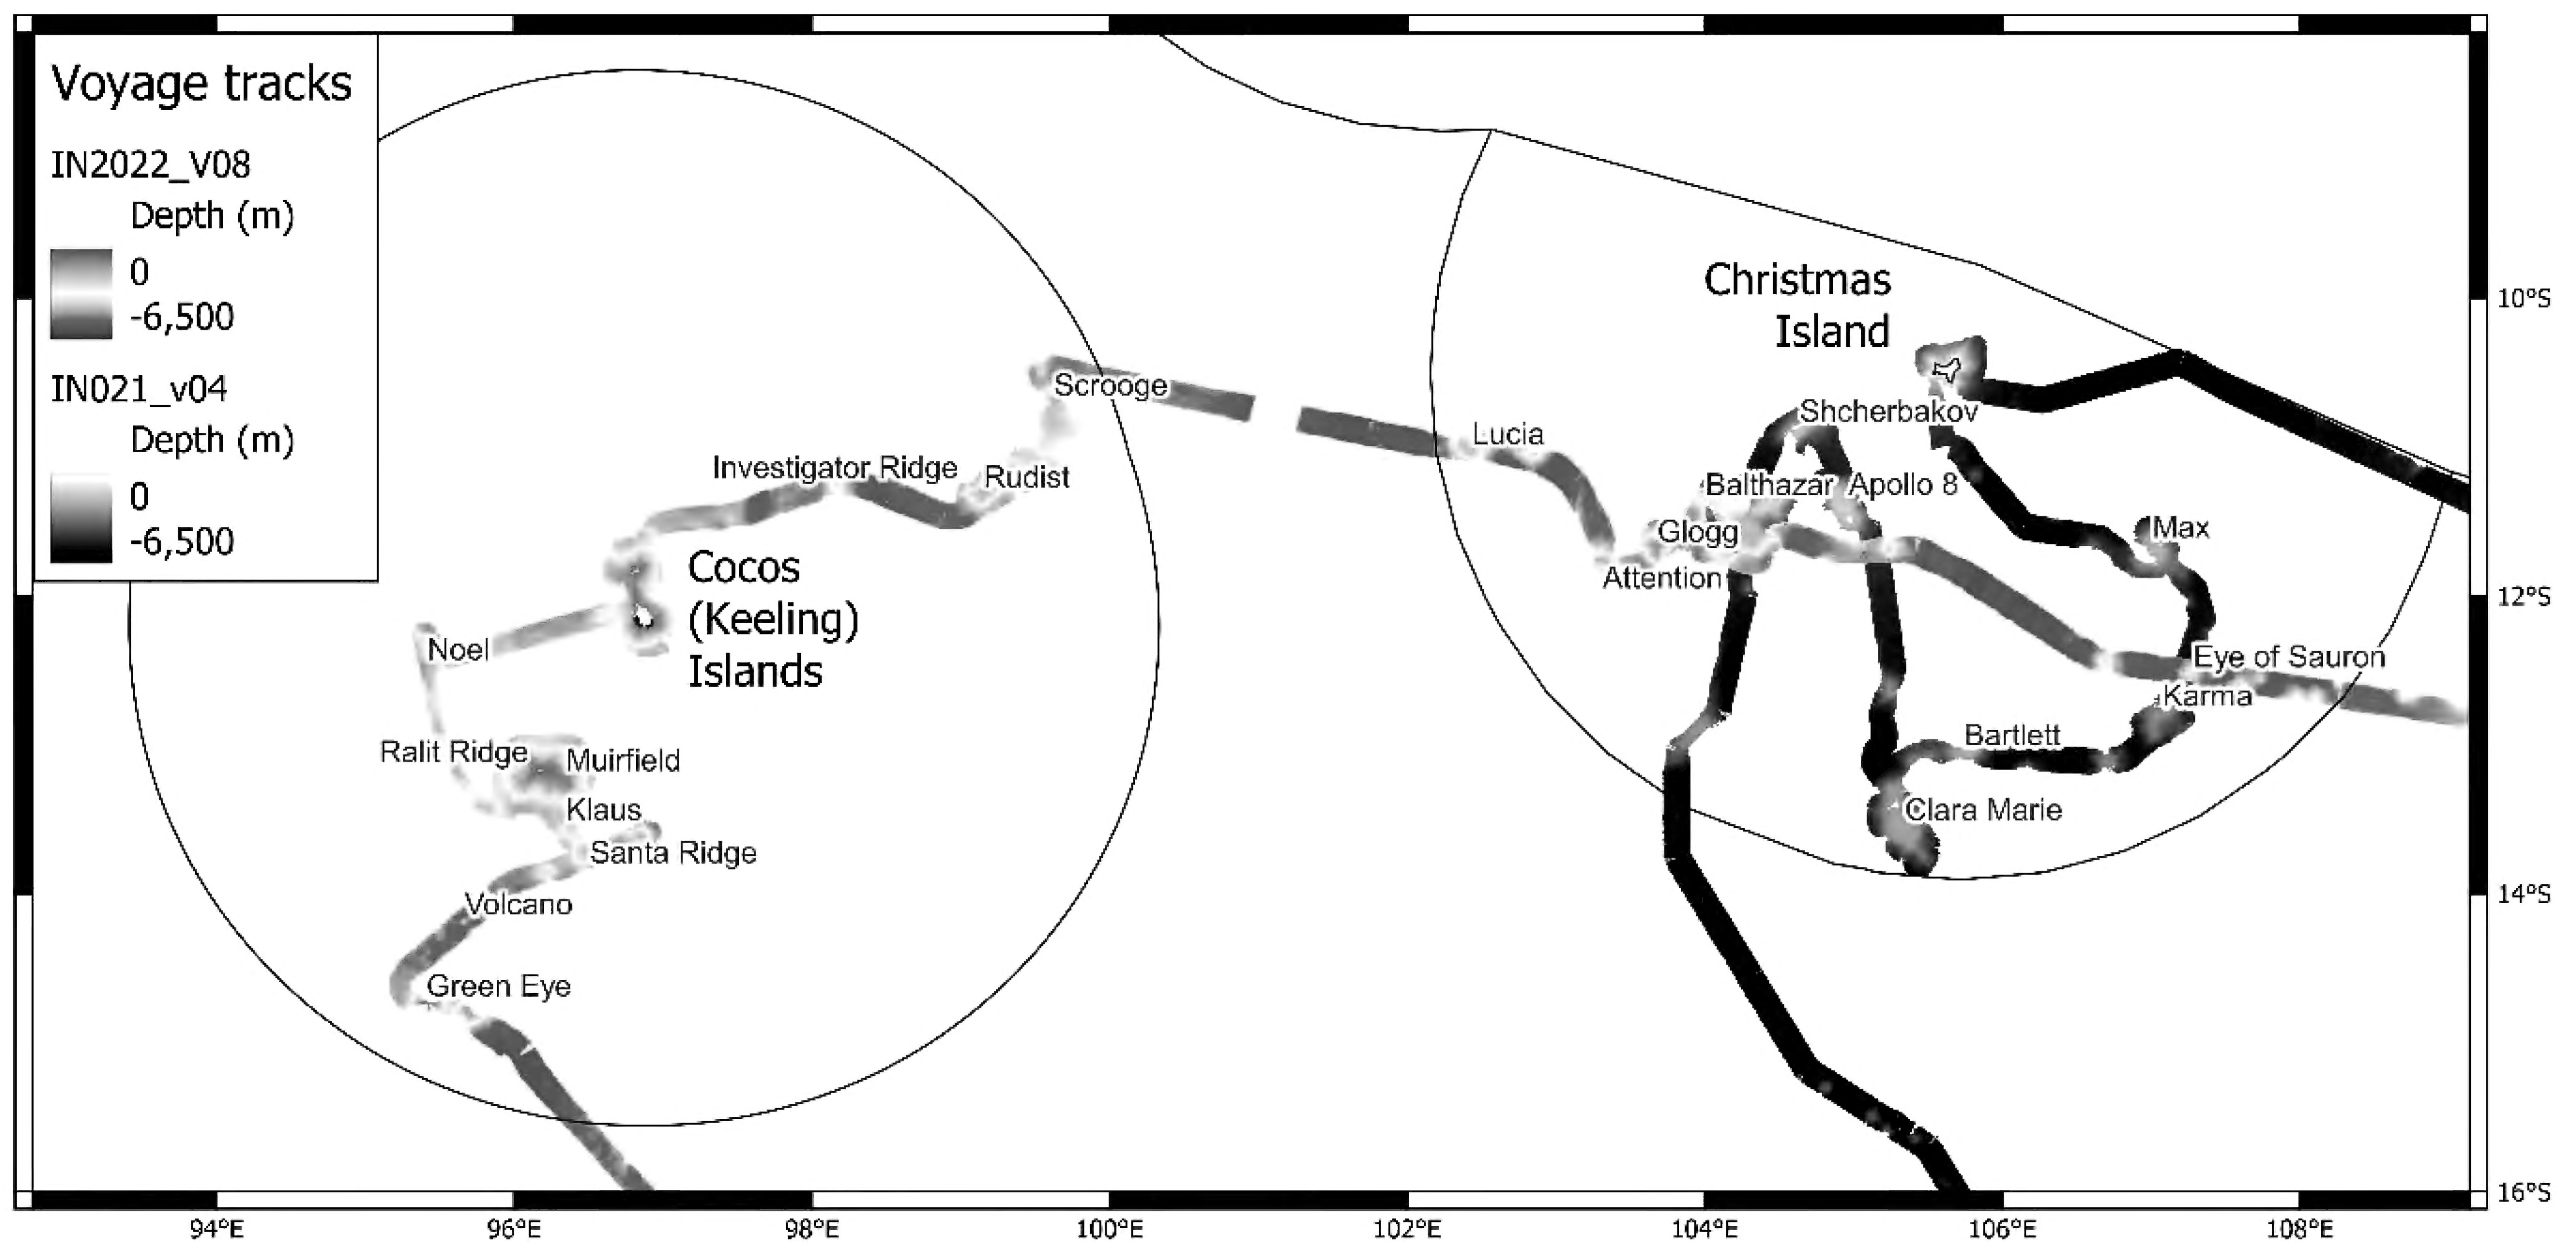 Voyage tracks
IN2022_V08
Depth (m)
0
-6,500
IN021_v04
Depth (m)
0
-6,500
Christmas
Island
10°S
Scrooge
Shcherbakov
Lucia
Investigator Ridge
Rudist
Balthazar
Apollo 8
Glogg
Max
Attention
Cocos
(Keeling)
Islands
12°S
Noel
Eye of Sauron
Karma
Ralit Ridge
Muirfield
Bartlett
Klaus
Clara Marie
Santa Ridge
14°S
Volcano
Green Eye
16°S
94°E
96°E
98°E
100°E
102°E
104°E
106°E
108°E